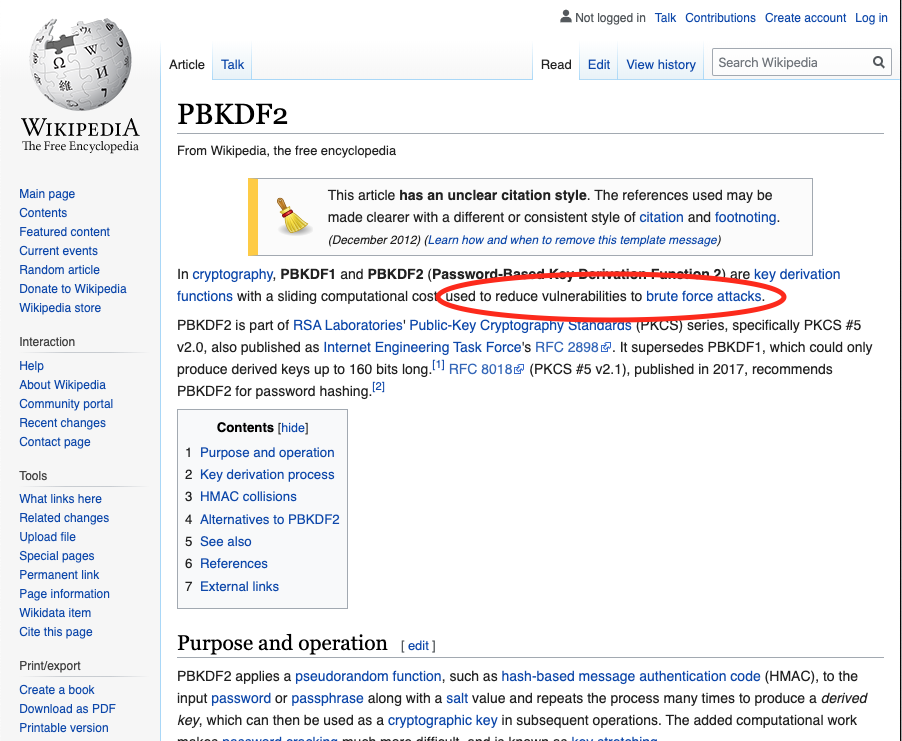 Not logged in Talk Contributions Create account Log in
Article Talk Read Edit View history Search Wikipedia
WIKIPEDIA
The Free Encyclopedia
Main page
Contents
Featured content
Current events
Random article
Donate to Wikipedia
Wikipedia store
Interaction
Help
About Wikipedia
Community portal
Recent changes
Contact page
Tools
What links here
Related changes
Upload file
Special pages
Permanent link
Page information
Wikidata item
Cite this page
Print/export
Create a book
Download as PDF
Printable version
PBKDF2
From Wikipedia, the free encyclopedia
This article has an unclear citation style. The references used may be
made clearer with a different or consistent style of citation and footnoting.
(December 2012) (Learn how and when to remove this template message)
In cryptography, PBKDF1 and PBKDF2 (Password-Based Key Derivation Function 2) are key derivation
functions with a sliding computational cost, used to reduce vulnerabilities to brute force attacks.
PBKDF2 is part of RSA Laboratories' Public-Key Cryptography Standards (PKCS) series, specifically PKCS #5
v2.0, also published as Internet Engineering Task Force's RFC 2898. It supersedes PBKDF1, which could only
produce derived keys up to 160 bits long.[1] RFC 8018 (PKCS #5 v2.1), published in 2017, recommends
PBKDF2 for password hashing.[2]
Contents [hide]
1 Purpose and operation
2 Key derivation process
3 HMAC collisions
4 Alternatives to PBKDF2
5 See also
6 References
7 External links
Purpose and operation [ edit ]
PBKDF2 applies a pseudorandom function, such as hash-based message authentication code (HMAC), to the
input password or passphrase along with a salt value and repeats the process many times to produce a derived
key, which can then be used as a cryptographic key in subsequent operations. The added computational work
makes password cracking much more difficult, and is known as key stretching.